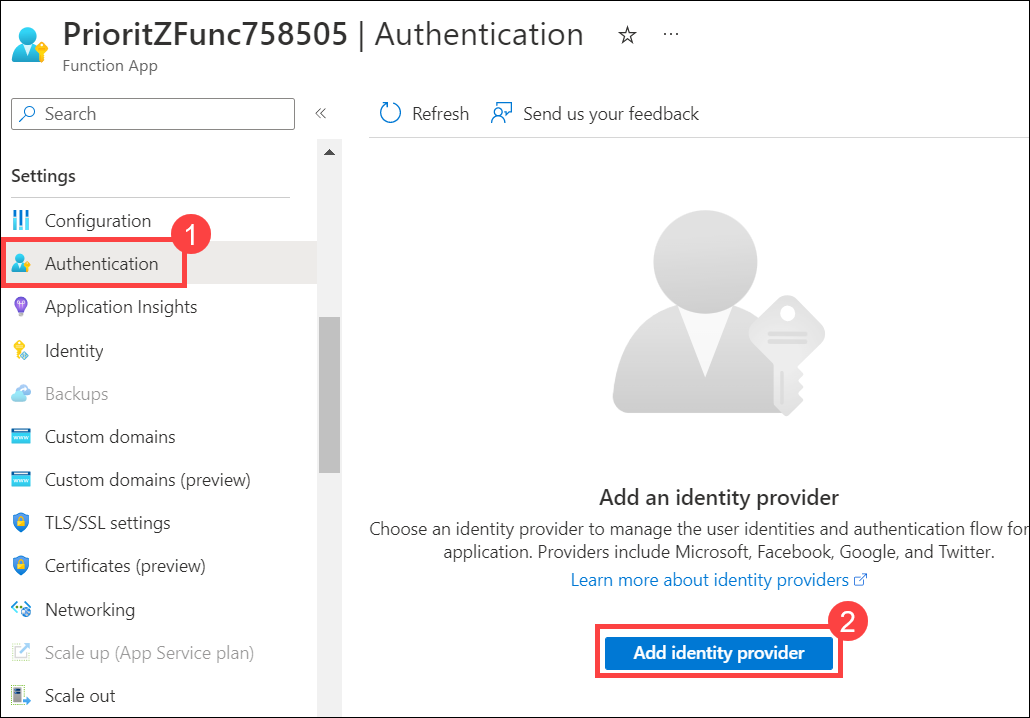 PrioritZFunc758505 | Authentication
Function App
Search
Refresh
Send us your feedback
Settings
Configuration
1
Authentication
Application Insights
Identity
Backups
Custom domains
Custom domains (preview)
TLS/SSL settings
Certificates (preview)
Networking
Scale up (App Service plan)
Scale out
Add an identity provider
Choose an identity provider to manage the user identities and authentication flow for
application. Providers include Microsoft, Facebook, Google, and Twitter.
Learn more about identity providers
2
Add identity provider